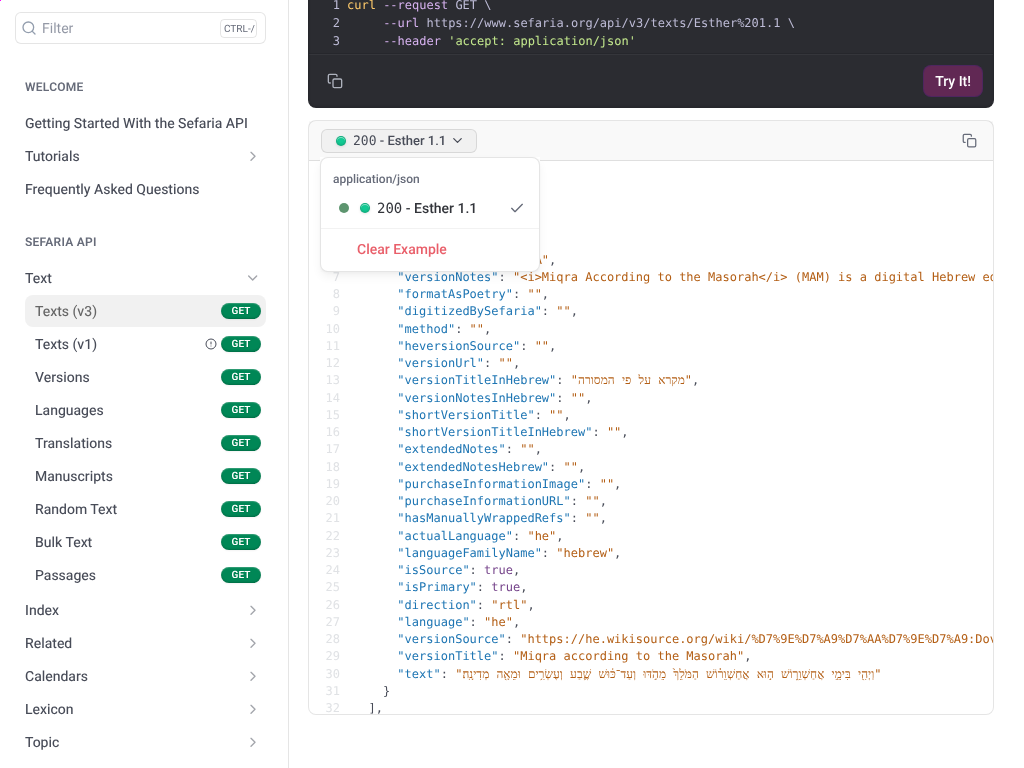 Filter
CTRL-/
WELCOME
Getting Started With the Sefaria API
Tutorials
Frequently Asked Questions
SEFARIA API
Text
Texts (v3) GET
Texts (v1) GET
Versions GET
Languages GET
Translations GET
Manuscripts GET
Random Text GET
Bulk Text GET
Passages GET
Index
Related
Calendars
Lexicon
Topic
1 curl --request GET \
2 --url https://www.sefaria.org/api/v3/texts/Esther%201.1 \
3 --header 'accept: application/json'
Try It!
200 - Esther 1.1
application/json
200 - Esther 1.1
Clear Example
",
7 "versionNotes": "<i>Miqra According to the Masorah</i> (MAM) is a digital Hebrew
8 "formatAsPoetry": "",
9 "digitizedBySefaria": "",
10 "method": "",
11 "heversionSource": "",
12 "versionUrl": "",
13 "versionTitleInHebrew": "מקרא על פי המסורה",
14 "versionNotesInHebrew": "",
15 "shortVersionTitle": "",
16 "shortVersionTitleInHebrew": "",
17 "extendedNotes": "",
18 "extendedNotesHebrew": "",
19 "purchaseInformationImage": "",
20 "purchaseInformationURL": "",
21 "hasManuallyWrappedRefs": "",
22 "actualLanguage": "he",
23 "languageFamilyName": "hebrew",
24 "isSource": true,
25 "isPrimary": true,
26 "direction": "rtl",
27 "language": "he",
28 "versionSource": "https://he.wikisource.org/wiki/%D7%9E%D7%A9%D7%AA%D7%9E%D7%A9:Dov
29 "versionTitle": "Miqra according to the Masorah",
30 "text": "וַיְהִ֖י בִּימֵ֣י אֲחַשְׁוֵר֑וֹשׁ ה֣וּא אֲחַשְׁוֵר֗וֹשׁ הַמֹּלֵךְ֙ מֵהֹ֣דּוּ וְעַד־כּ֔וּשׁ שֶׁ֛בַע וְעֶשְׂרִ֥ים וּמֵאָ֖ה מְדִינָֽה׃"
31 }
32 ],